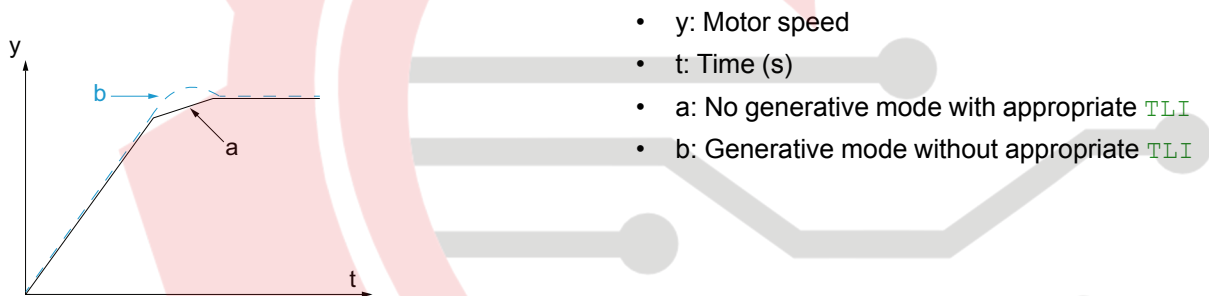 y
b
a
t
• y: Motor speed
• t: Time (s)
• a: No generative mode with appropriate TLI
• b: Generative mode without appropriate TLI